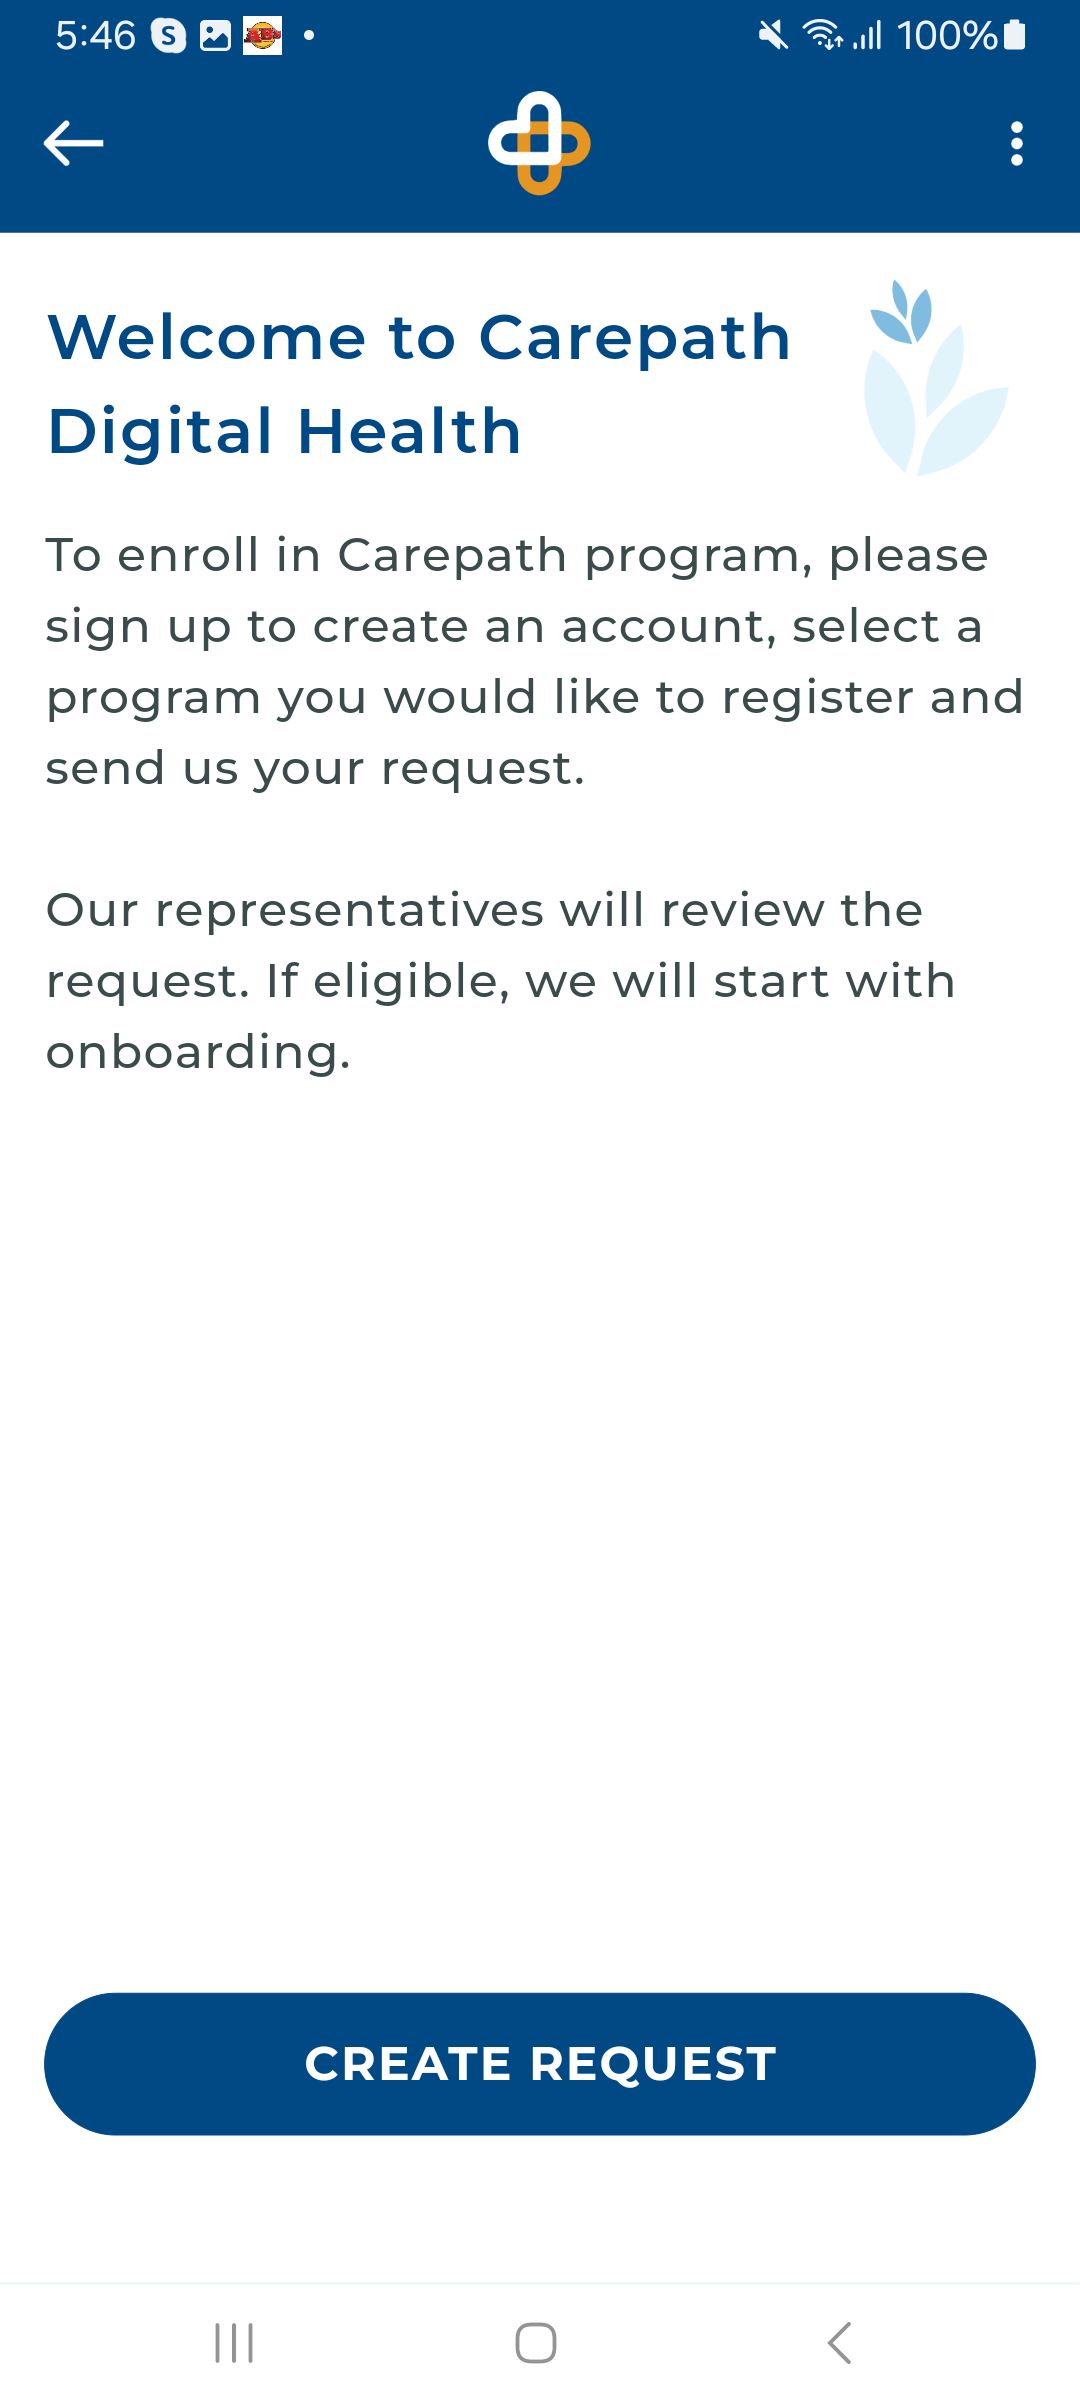 5:46 S ABs 100%
Welcome to Carepath
Digital Health
To enroll in Carepath program, please
sign up to create an account, select a
program you would like to register and
send us your request.
Our representatives will review the
request. If eligible, we will start with
onboarding.
CREATE REQUEST